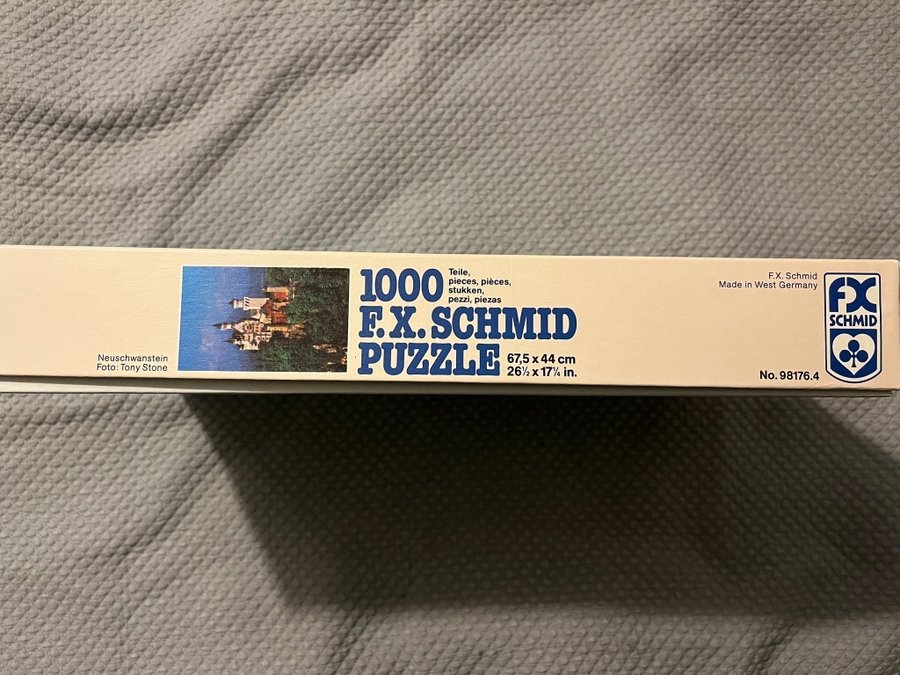 Neuschwanstein
Foto: Tony Stone
1000
Teile,
pieces, pièces,
stukken,
pezzi, piezas
F.X. SCHMID
PUZZLE
67,5 x 44 cm
26½ x 17¼ in.
F.X. Schmid
Made in West Germany
No. 98176.4
FX
SCHMID